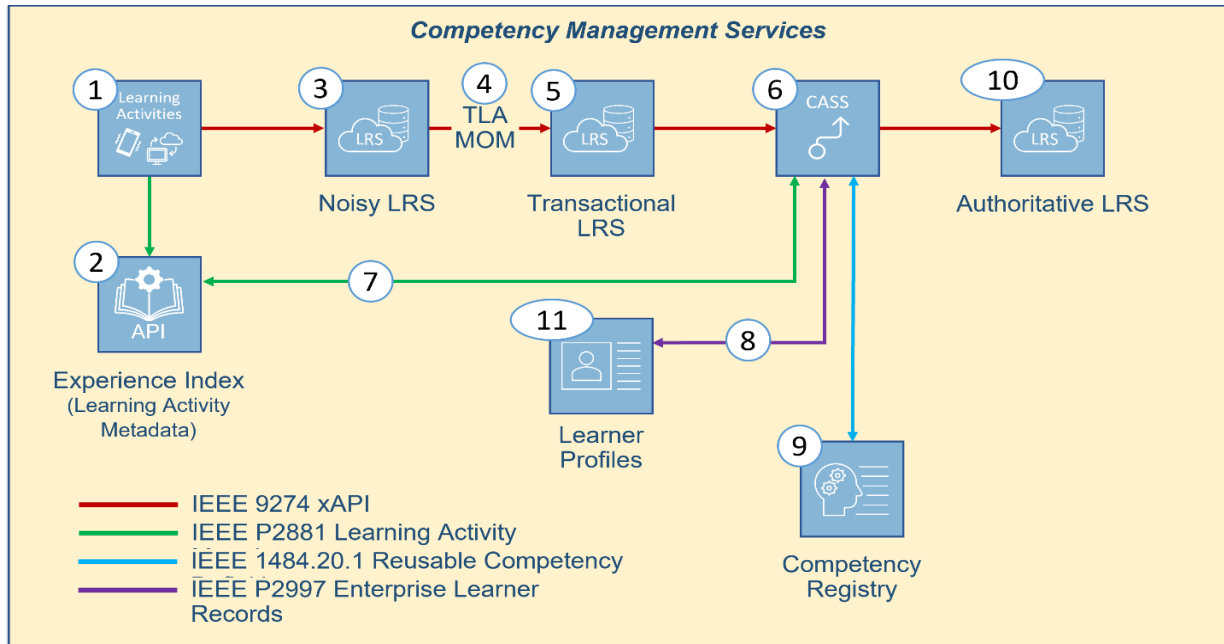 Competency Management Services
1
Learning
Activities
3
LRS
Noisy LRS
4
TLA
MOM
5
LRS
Transactional
LRS
6
CASS
10
LRS
Authoritative LRS
2
API
Experience Index
(Learning Activity
Metadata)
7
11
Learner
Profiles
8
9
Competency
Registry
IEEE 9274 xAPI
IEEE P2881 Learning Activity
IEEE 1484.20.1 Reusable Competency
IEEE P2997 Enterprise Learner
Records